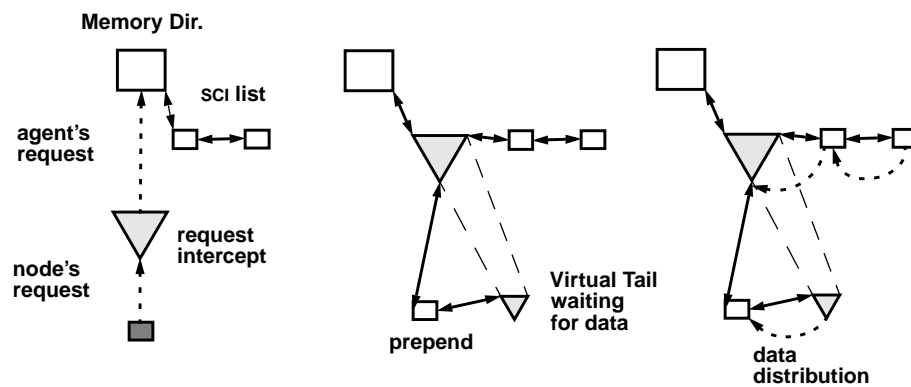 Memory Dir.
SCI list
agent's
request
request
intercept
node's
request
Virtual Tail
waiting
for data
prepend
data
distribution